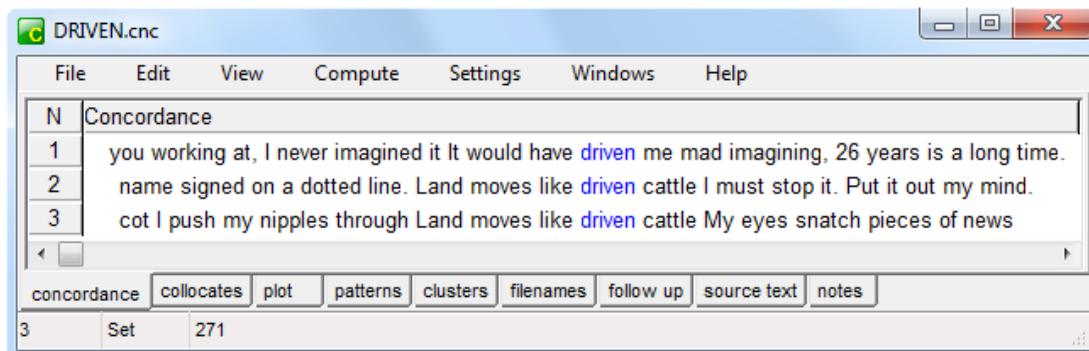 DRIVEN.cnc
File Edit View Compute Settings Windows Help
N Concordance
1 you working at, I never imagined it It would have driven me mad imagining, 26 years is a long time.
2 name signed on a dotted line. Land moves like driven cattle I must stop it. Put it out my mind.
3 cot I push my nipples through Land moves like driven cattle My eyes snatch pieces of news
concordance collocates plot patterns clusters filenames follow up source text notes
3 Set 271